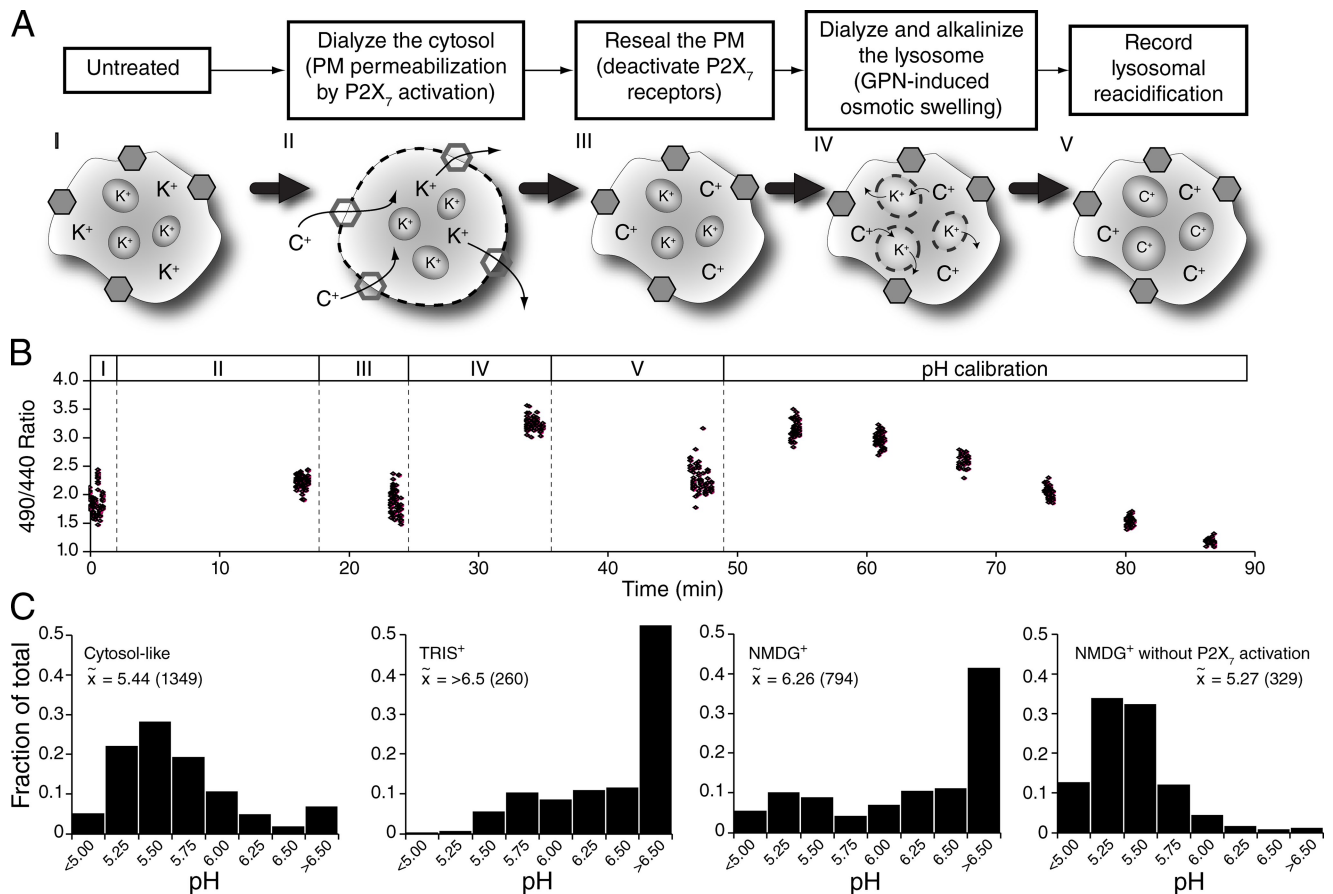 A
Untreated
Dialyze the cytosol
(PM permeabilization
by P2X7 activation)
Reseal the PM
(deactivate P2X7
receptors)
Dialyze and alkalinize
the lysosome
(GPN-induced
osmotic swelling)
Record
lysosomal
reacidification
I
II
III
IV
V
K+
K+
K+
K+
K+
K+
K+
K+
K+
K+
K+
C+
C+
K+
C+
C+
K+
K+
C+
K+
C+
C+
K+
K+
C+
C+
C+
C+
C+
C+
C+
B
I
II
III
IV
V
pH calibration
490/440 Ratio
4.0
3.5
3.0
2.5
2.0
1.5
1.0
0
10
20
30
40
50
60
70
80
90
Time (min)
C
Fraction of total
0.5
0.4
0.3
0.2
0.1
0
Cytosol-like
x̃ = 5.44 (1349)
<5.00
5.25
5.50
5.75
6.00
6.25
6.50
>6.50
pH
0.5
0.4
0.3
0.2
0.1
0
TRIS+
x̃ = >6.5 (260)
<5.00
5.25
5.50
5.75
6.00
6.25
6.50
>6.50
pH
0.5
0.4
0.3
0.2
0.1
0
NMDG+
x̃ = 6.26 (794)
<5.00
5.25
5.50
5.75
6.00
6.25
6.50
>6.50
pH
0.5
0.4
0.3
0.2
0.1
0
NMDG+ without P2X7 activation
x̃ = 5.27 (329)
<5.00
5.25
5.50
5.75
6.00
6.25
6.50
>6.50
pH